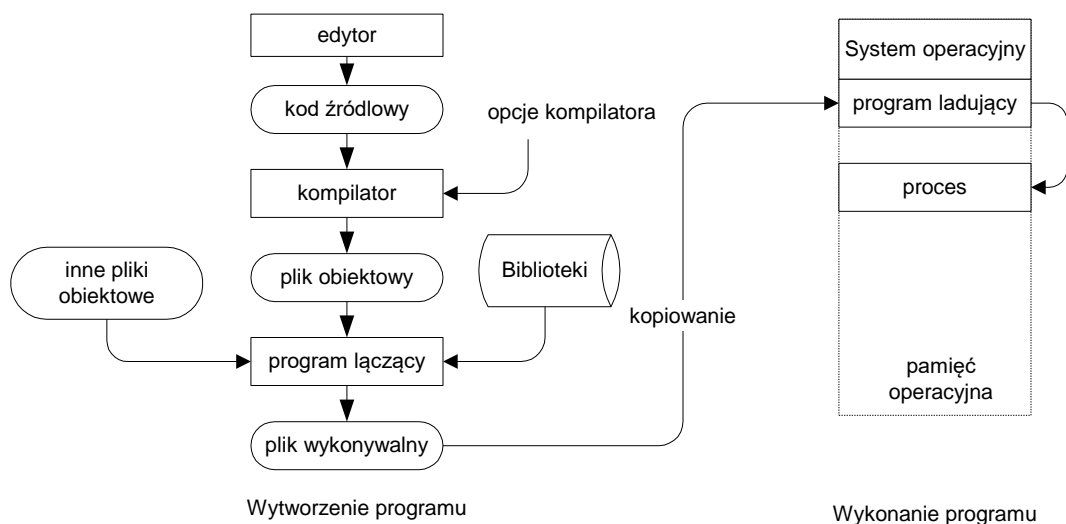 edytor
kod źródlowy
opcje kompilatora
kompilator
plik obiektowy
inne pliki
obiektowe
Biblioteki
program lączący
plik wykonywalny
kopiowanie
Wytworzenie programu
System operacyjny
program ladujący
proces
pamięć
operacyjna
Wykonanie programu